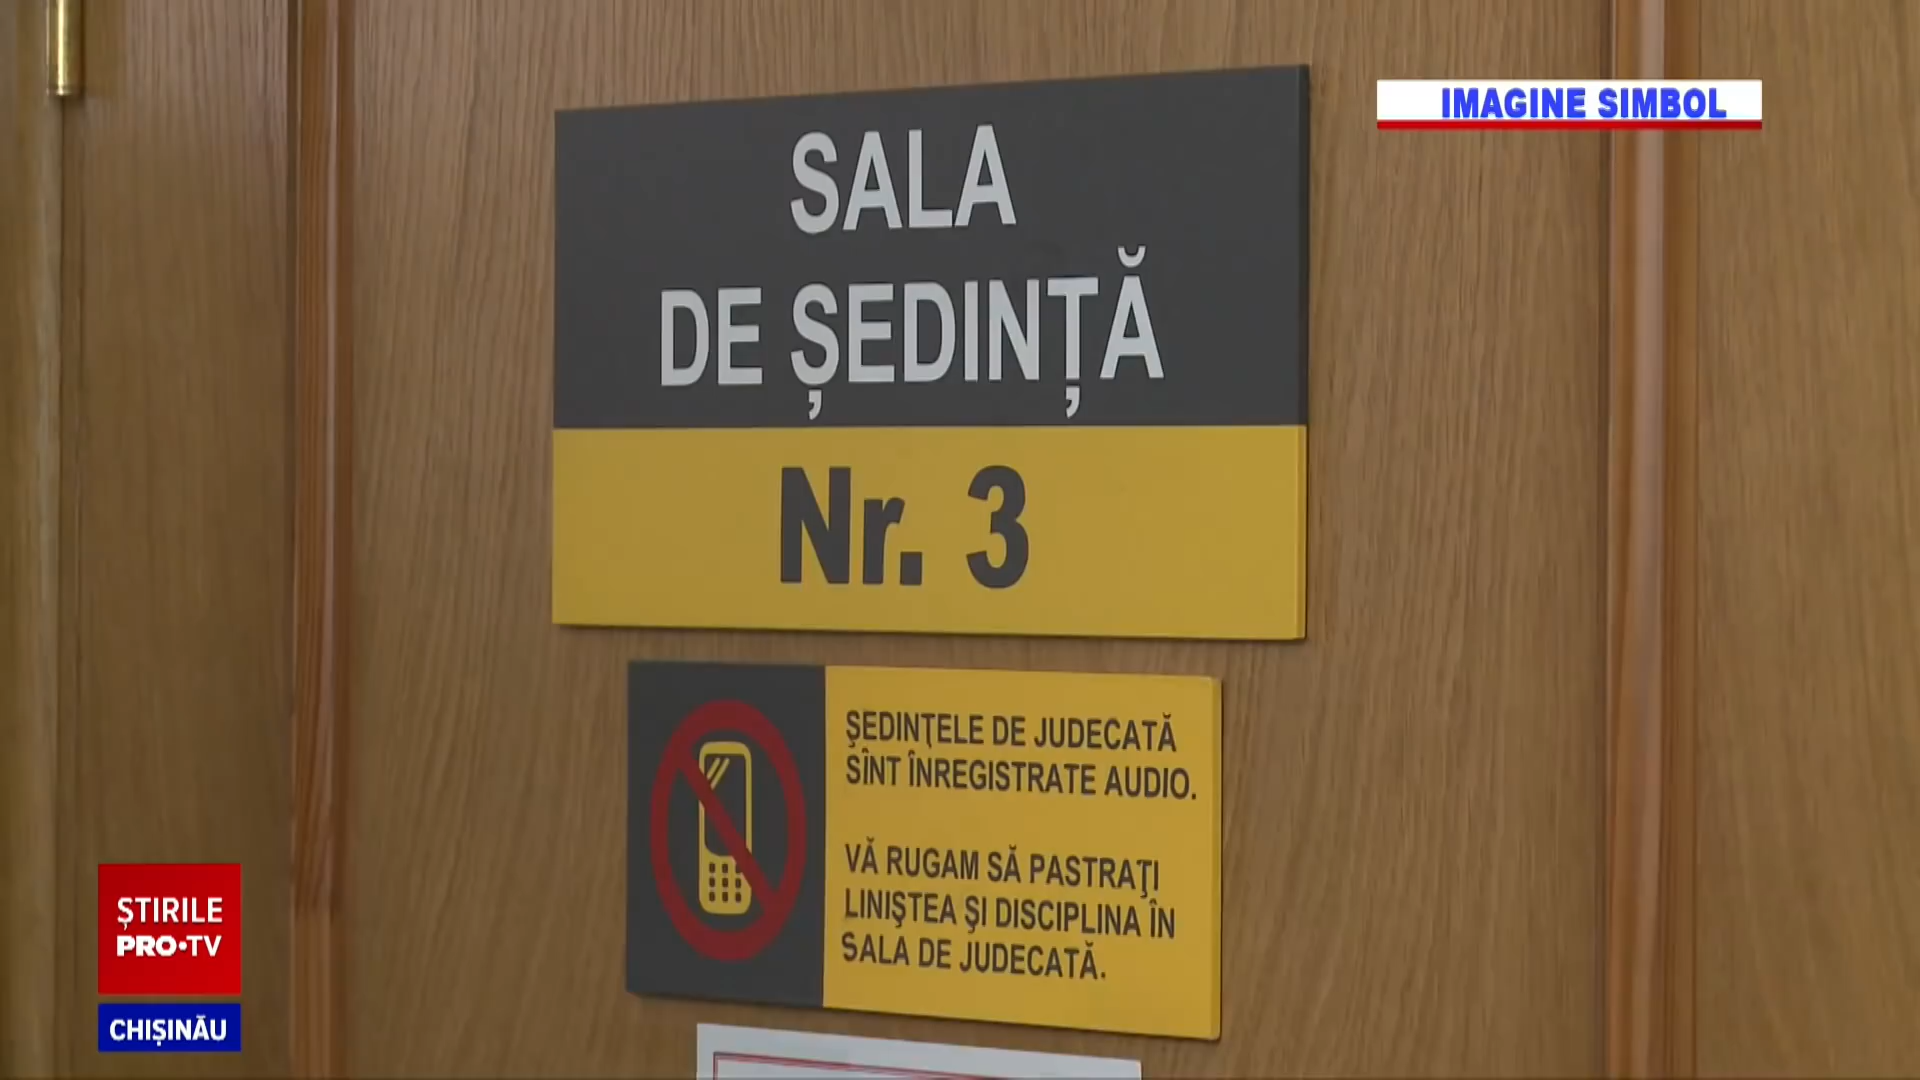 IMAGINE SIMBOL
SALA
DE ȘEDINȚĂ
Nr. 3
ŞEDINŢELE DE JUDECATĂ
SÎNT ÎNREGISTRATE AUDIO.
VĂ RUGAM SĂ PASTRAŢI
LINIŞTEA ŞI DISCIPLINA ÎN
SALA DE JUDECATĂ.
ȘTIRILE
PRO•TV
CHIȘINĂU